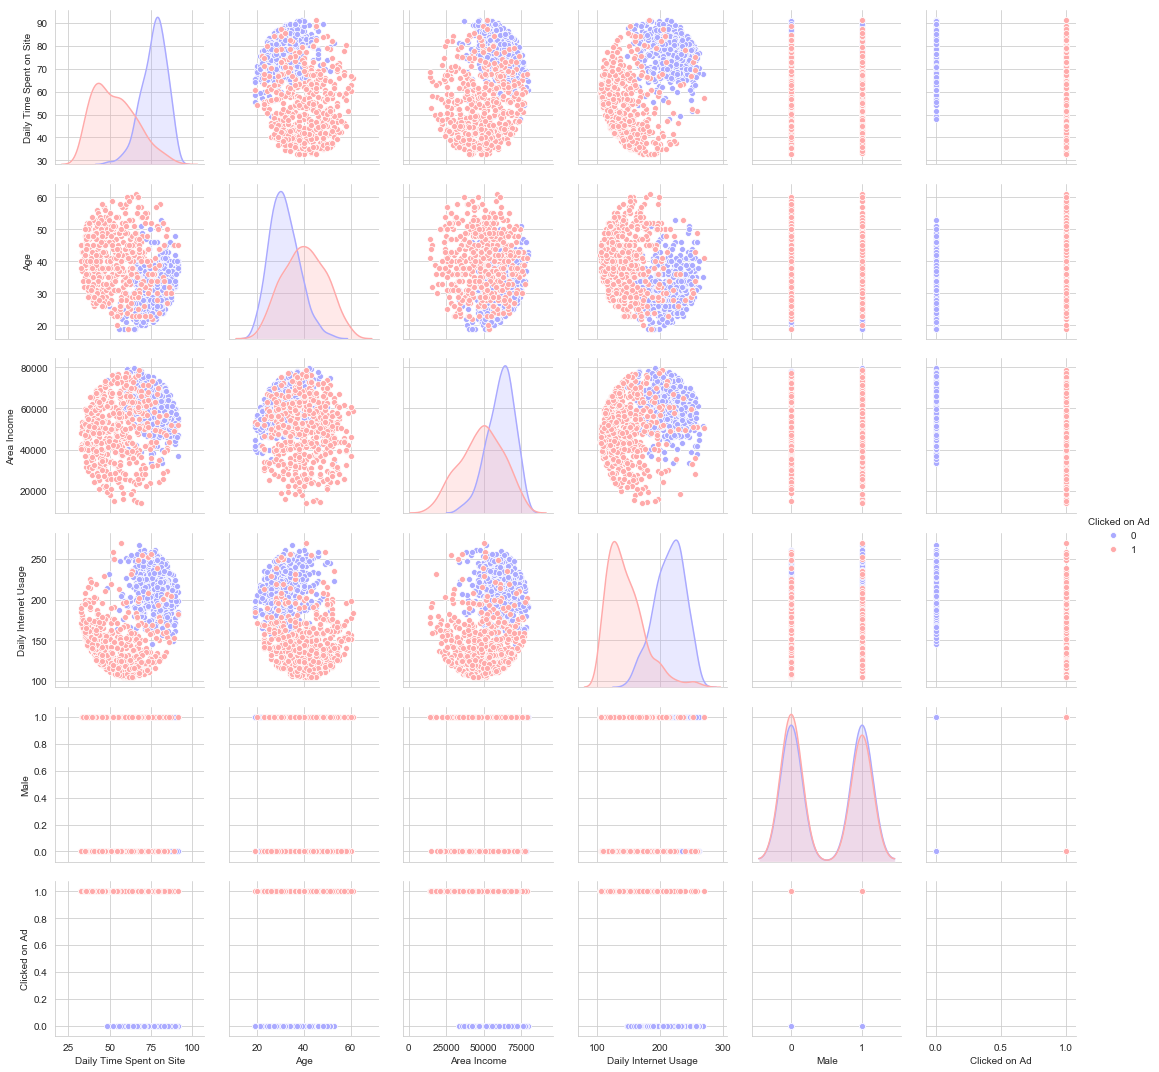 90
80
70
60
50
40
30
Daily Time Spent on Site
60
50
40
30
20
Age
80000
60000
40000
20000
Area Income
250
200
150
100
Daily Internet Usage
1.0
0.8
0.6
0.4
0.2
0.0
Male
1.0
0.8
0.6
0.4
0.2
0.0
Clicked on Ad
25 50 75 100
Daily Time Spent on Site
20 40 60
Age
0 25000 50000 75000
Area Income
100 200 300
Daily Internet Usage
0 1
Male
0.0 0.5 1.0
Clicked on Ad
Clicked on Ad
0
1